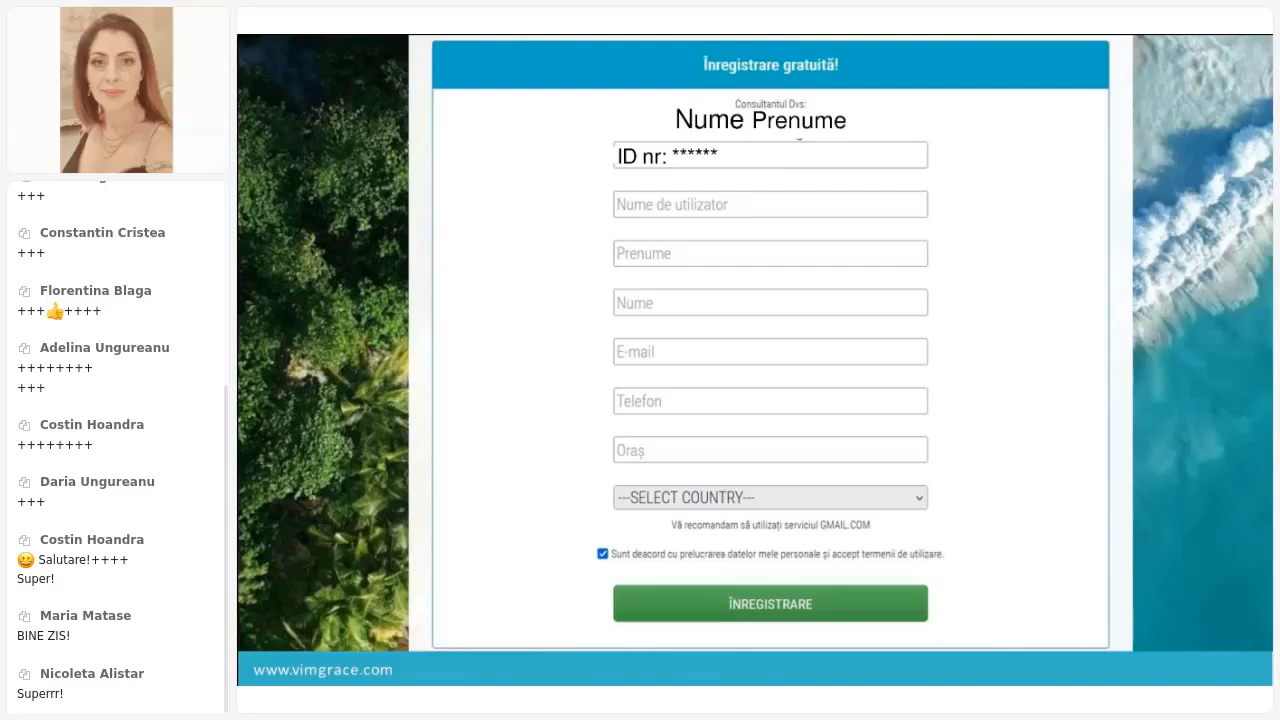 +++
Constantin Cristea
+++
Florentina Blaga
+++👍++++
Adelina Ungureanu
++++++++
+++
Costin Hoandra
++++++++
Daria Ungureanu
+++
Costin Hoandra
😀 Salutare!++++
Super!
Maria Matase
BINE ZIS!
Nicoleta Alistar
Superrr!
Înregistrare gratuită!
Consultantul Dvs:
Nume Prenume
ID nr: ******
Nume de utilizator
Prenume
Nume
E-mail
Telefon
Oraș
---SELECT COUNTRY---
Vă recomandam să utilizați serviciul GMAIL.COM
Sunt deacord cu prelucrarea datelor mele personale și accept termenii de utilizare.
ÎNREGISTRARE
www.vimgrace.com